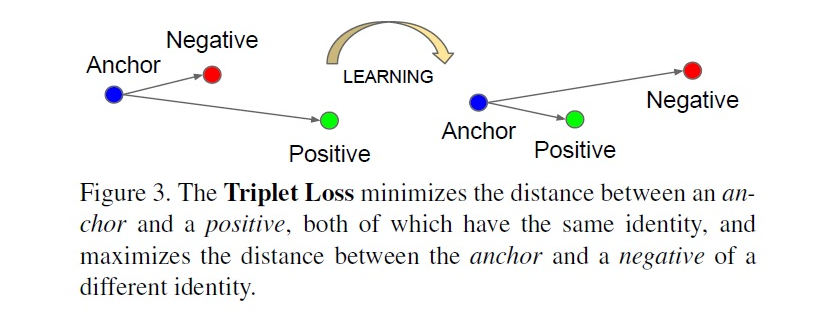 Negative
Anchor
LEARNING
Negative
Anchor
Positive
Positive
Figure 3. The Triplet Loss minimizes the distance between an an-
chor and a positive, both of which have the same identity, and
maximizes the distance between the anchor and a negative of a
different identity.